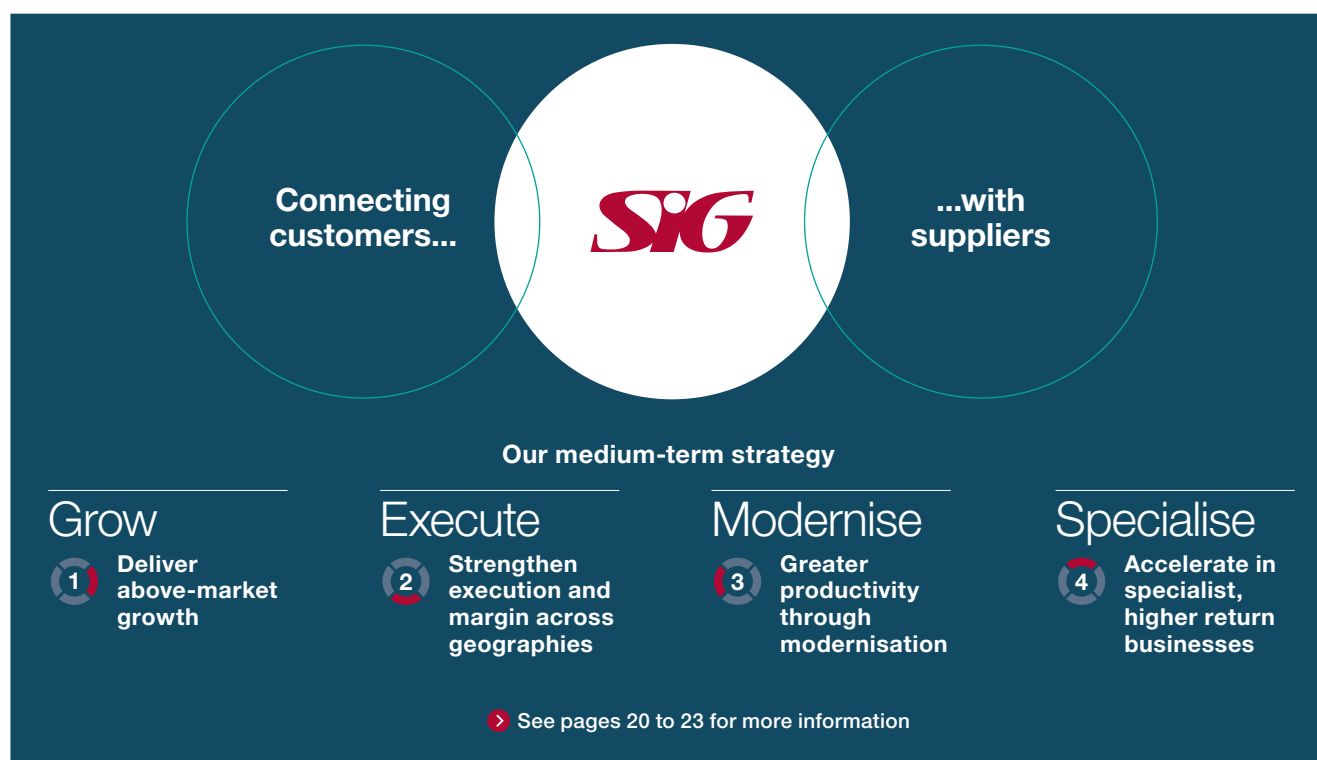 Connecting
customers...
SiG
...with
suppliers
Our medium-term strategy
Grow
1
Deliver
above-market
growth
Execute
2
Strengthen
execution and
margin across
geographies
Modernise
3
Greater
productivity
through
modernisation
Specialise
4
Accelerate in
specialist,
higher return
businesses
See pages 20 to 23 for more information